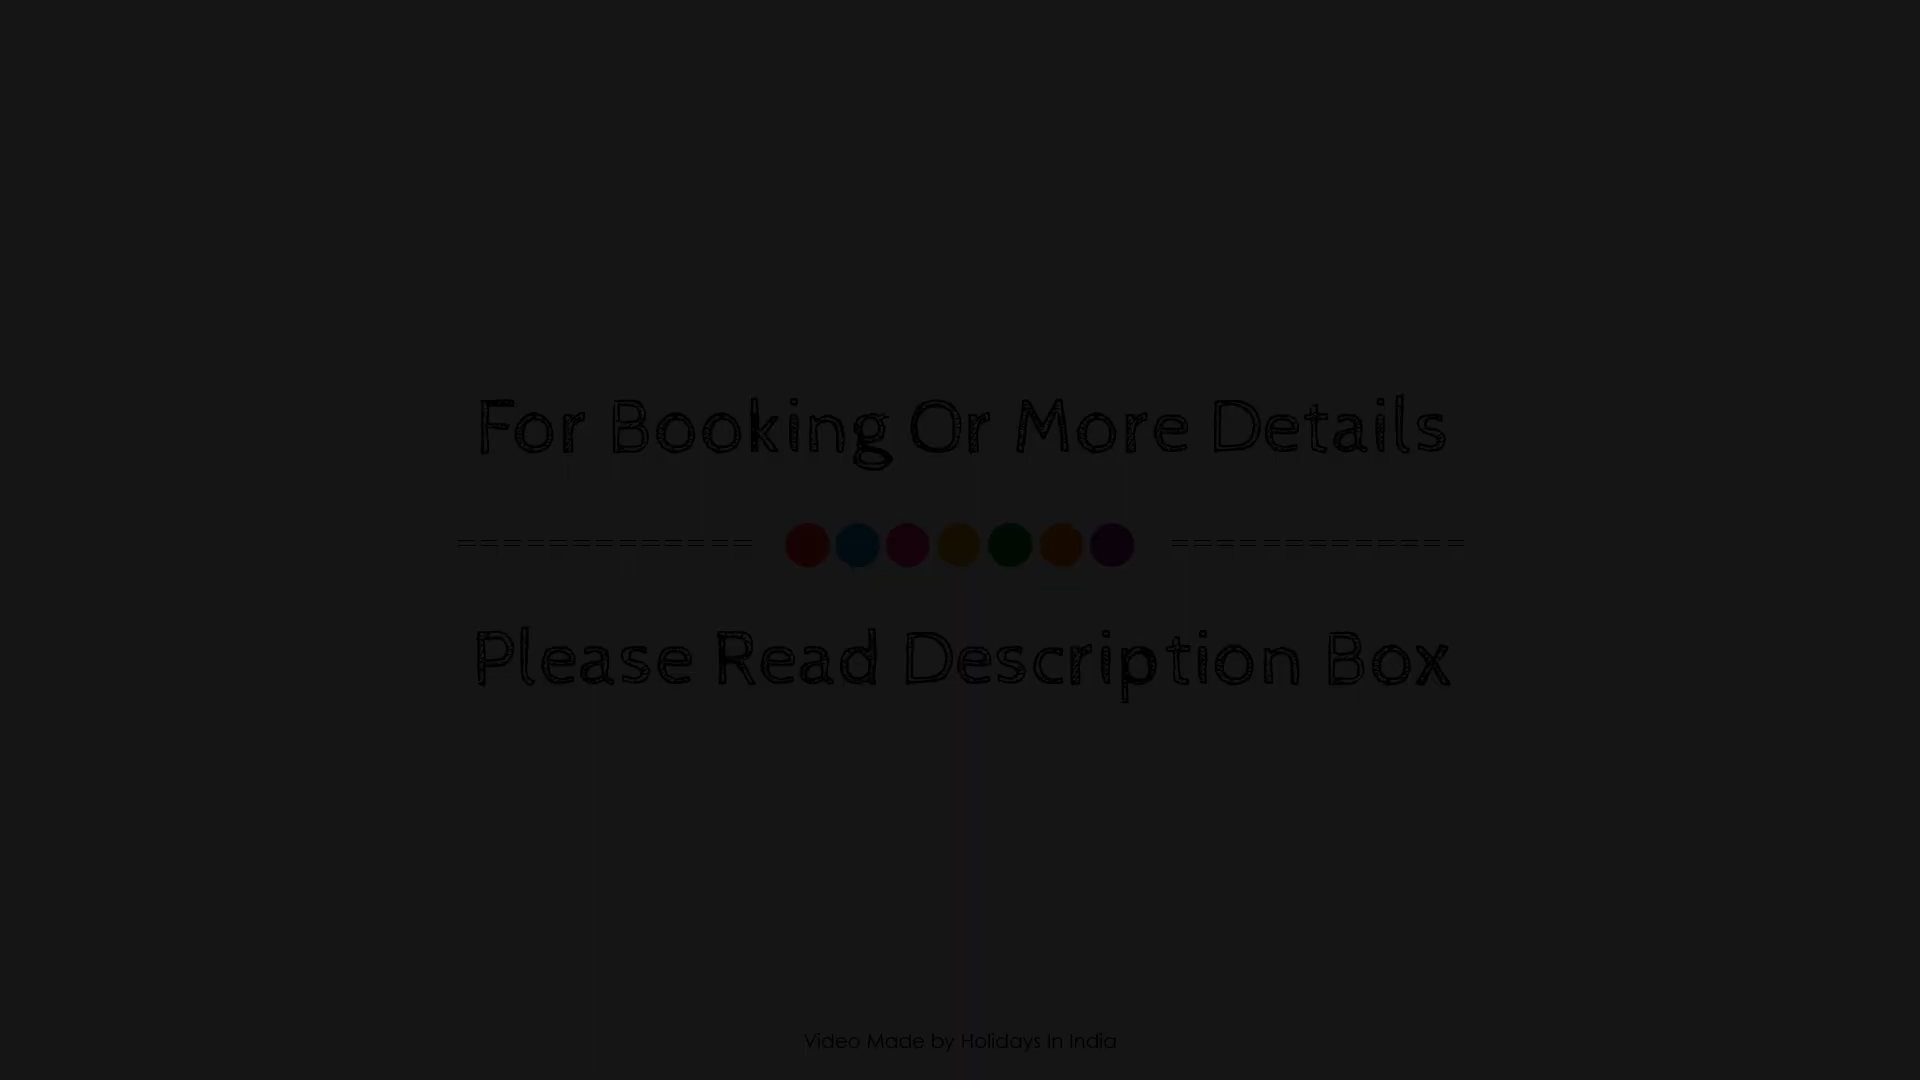 For Booking Or More Details
============= =============
Please Read Description Box
Video Made by Holidays In India